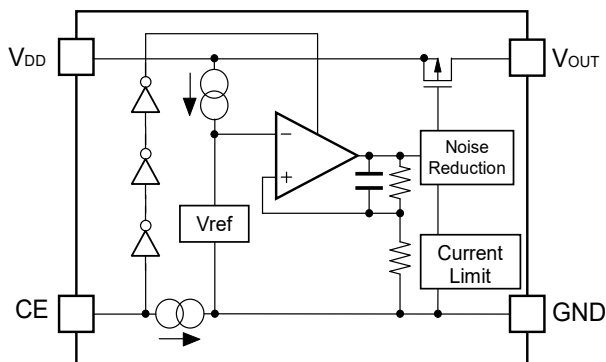 VDD
VOUT
−
+
Noise
Reduction
Vref
Current
Limit
CE
GND